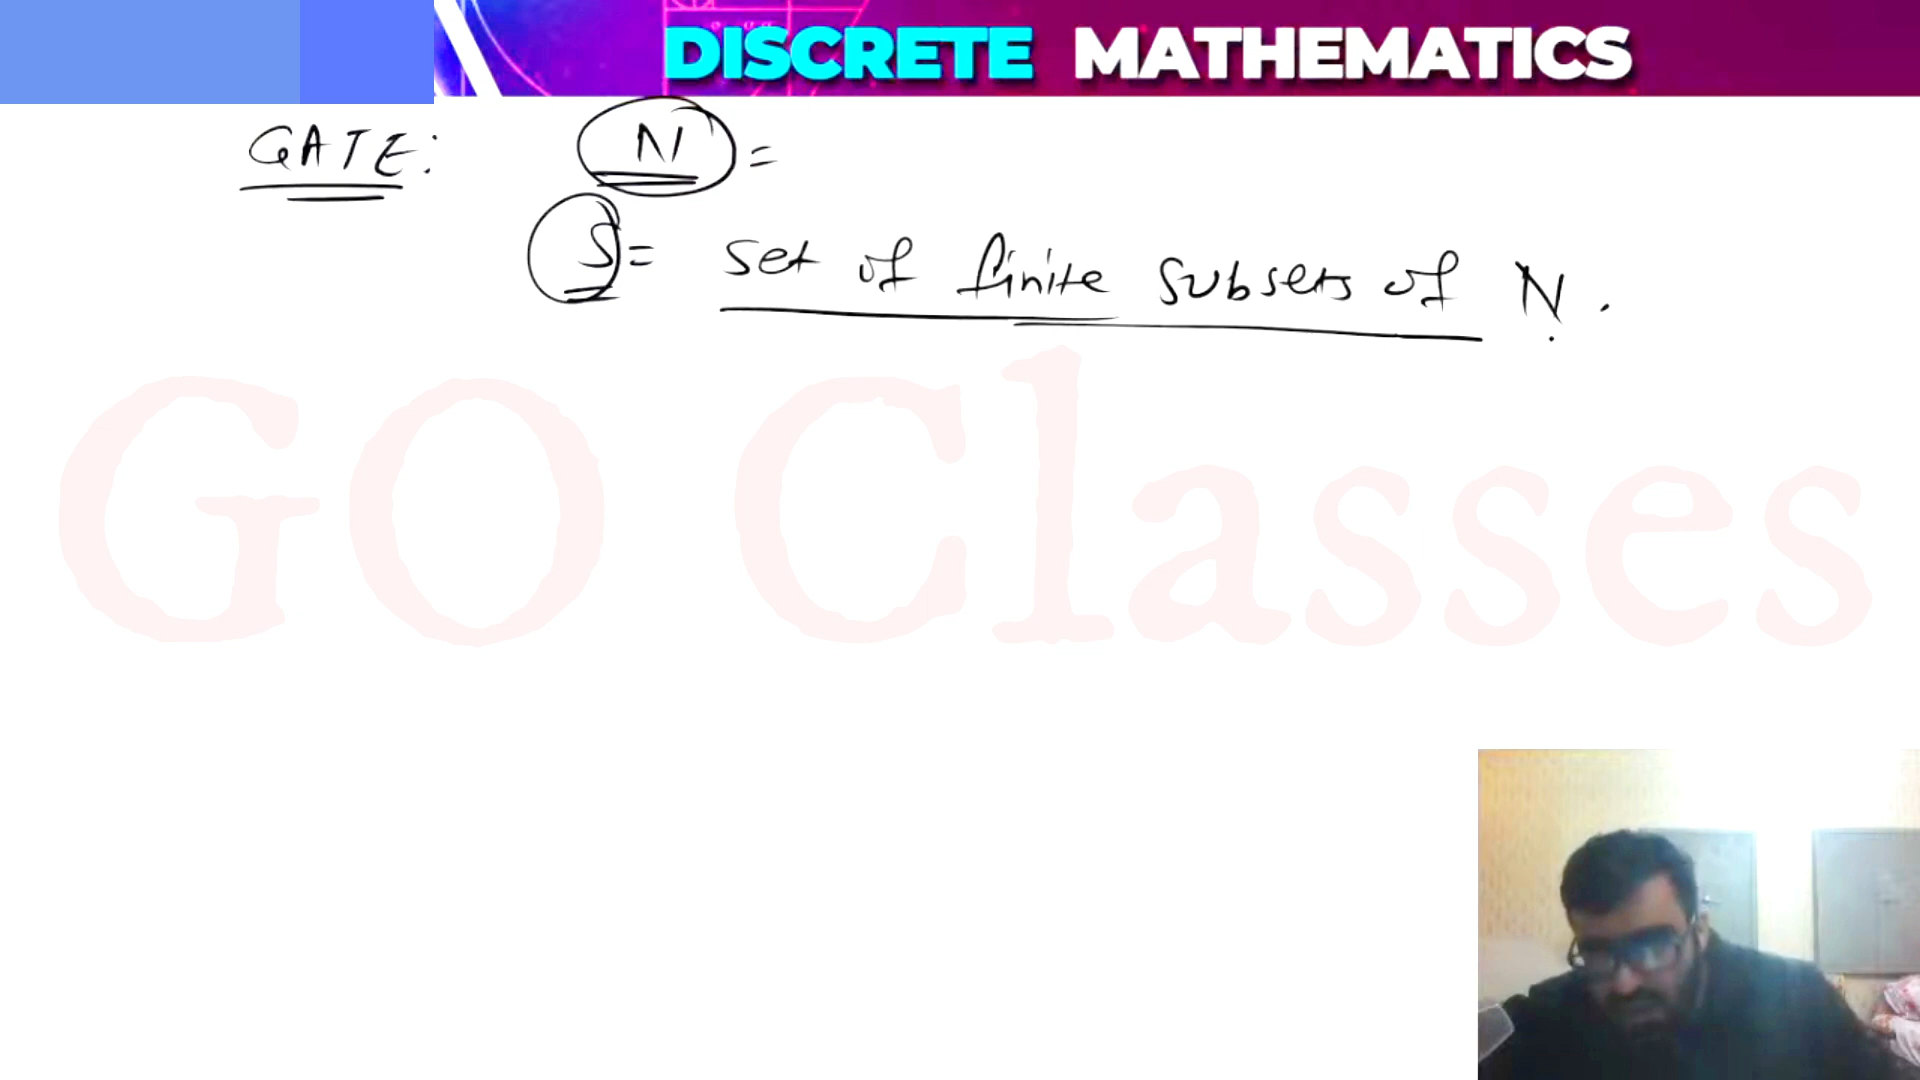 DISCRETE MATHEMATICS
GATE: N =
S = set of finite subsets of N.
GO Classes